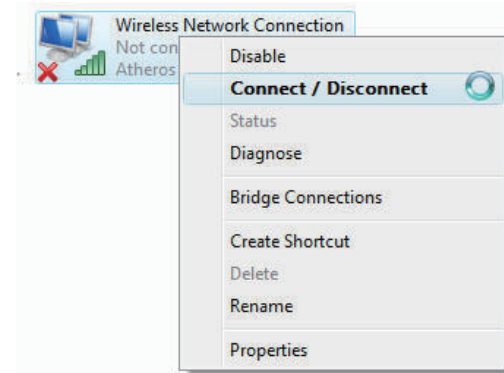 Wireless Network Connection
Not con
Atheros
Disable
Connect / Disconnect
Status
Diagnose
Bridge Connections
Create Shortcut
Delete
Rename
Properties